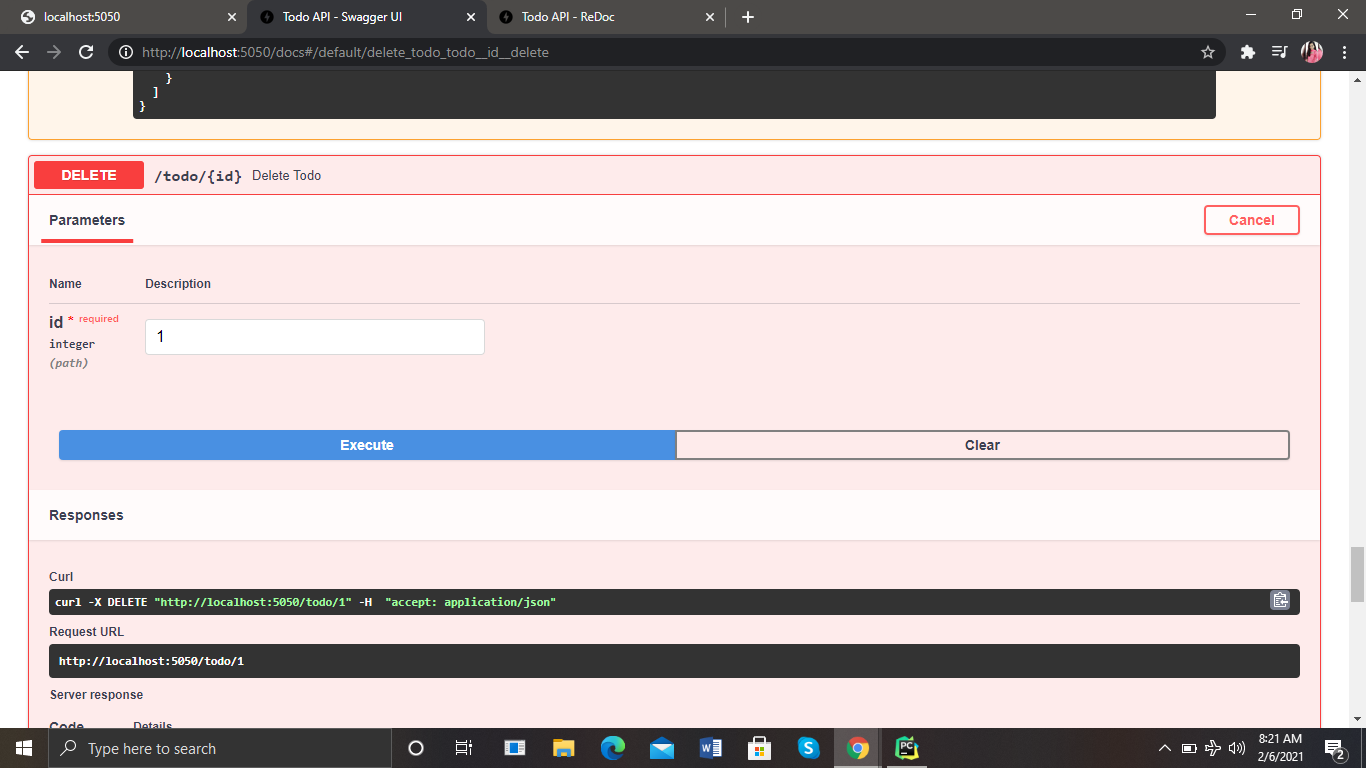 localhost:5050
Todo API - Swagger UI
Todo API - ReDoc
http://localhost:5050/docs#/default/delete_todo_todo__id__delete
}
]
}
DELETE /todo/{id} Delete Todo
Parameters
Cancel
Name Description
id * required
integer
(path)
1
Execute
Clear
Responses
Curl
curl -X DELETE "http://localhost:5050/todo/1" -H "accept: application/json"
Request URL
http://localhost:5050/todo/1
Server response
Code Details
Type here to search
8:21 AM
2/6/2021
2